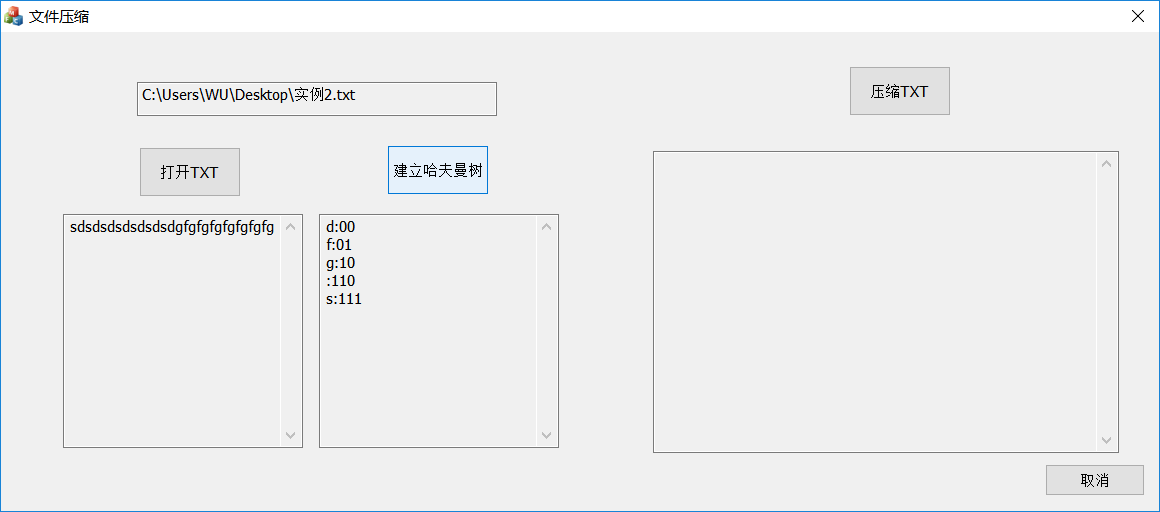 文件压缩
C:\Users\WU\Desktop\实例2.txt
压缩TXT
打开TXT
建立哈夫曼树
sdsdsdsdsdsdsdgfgfgfgfgfgfgfg
d:00
f:01
g:10
:110
s:111
取消